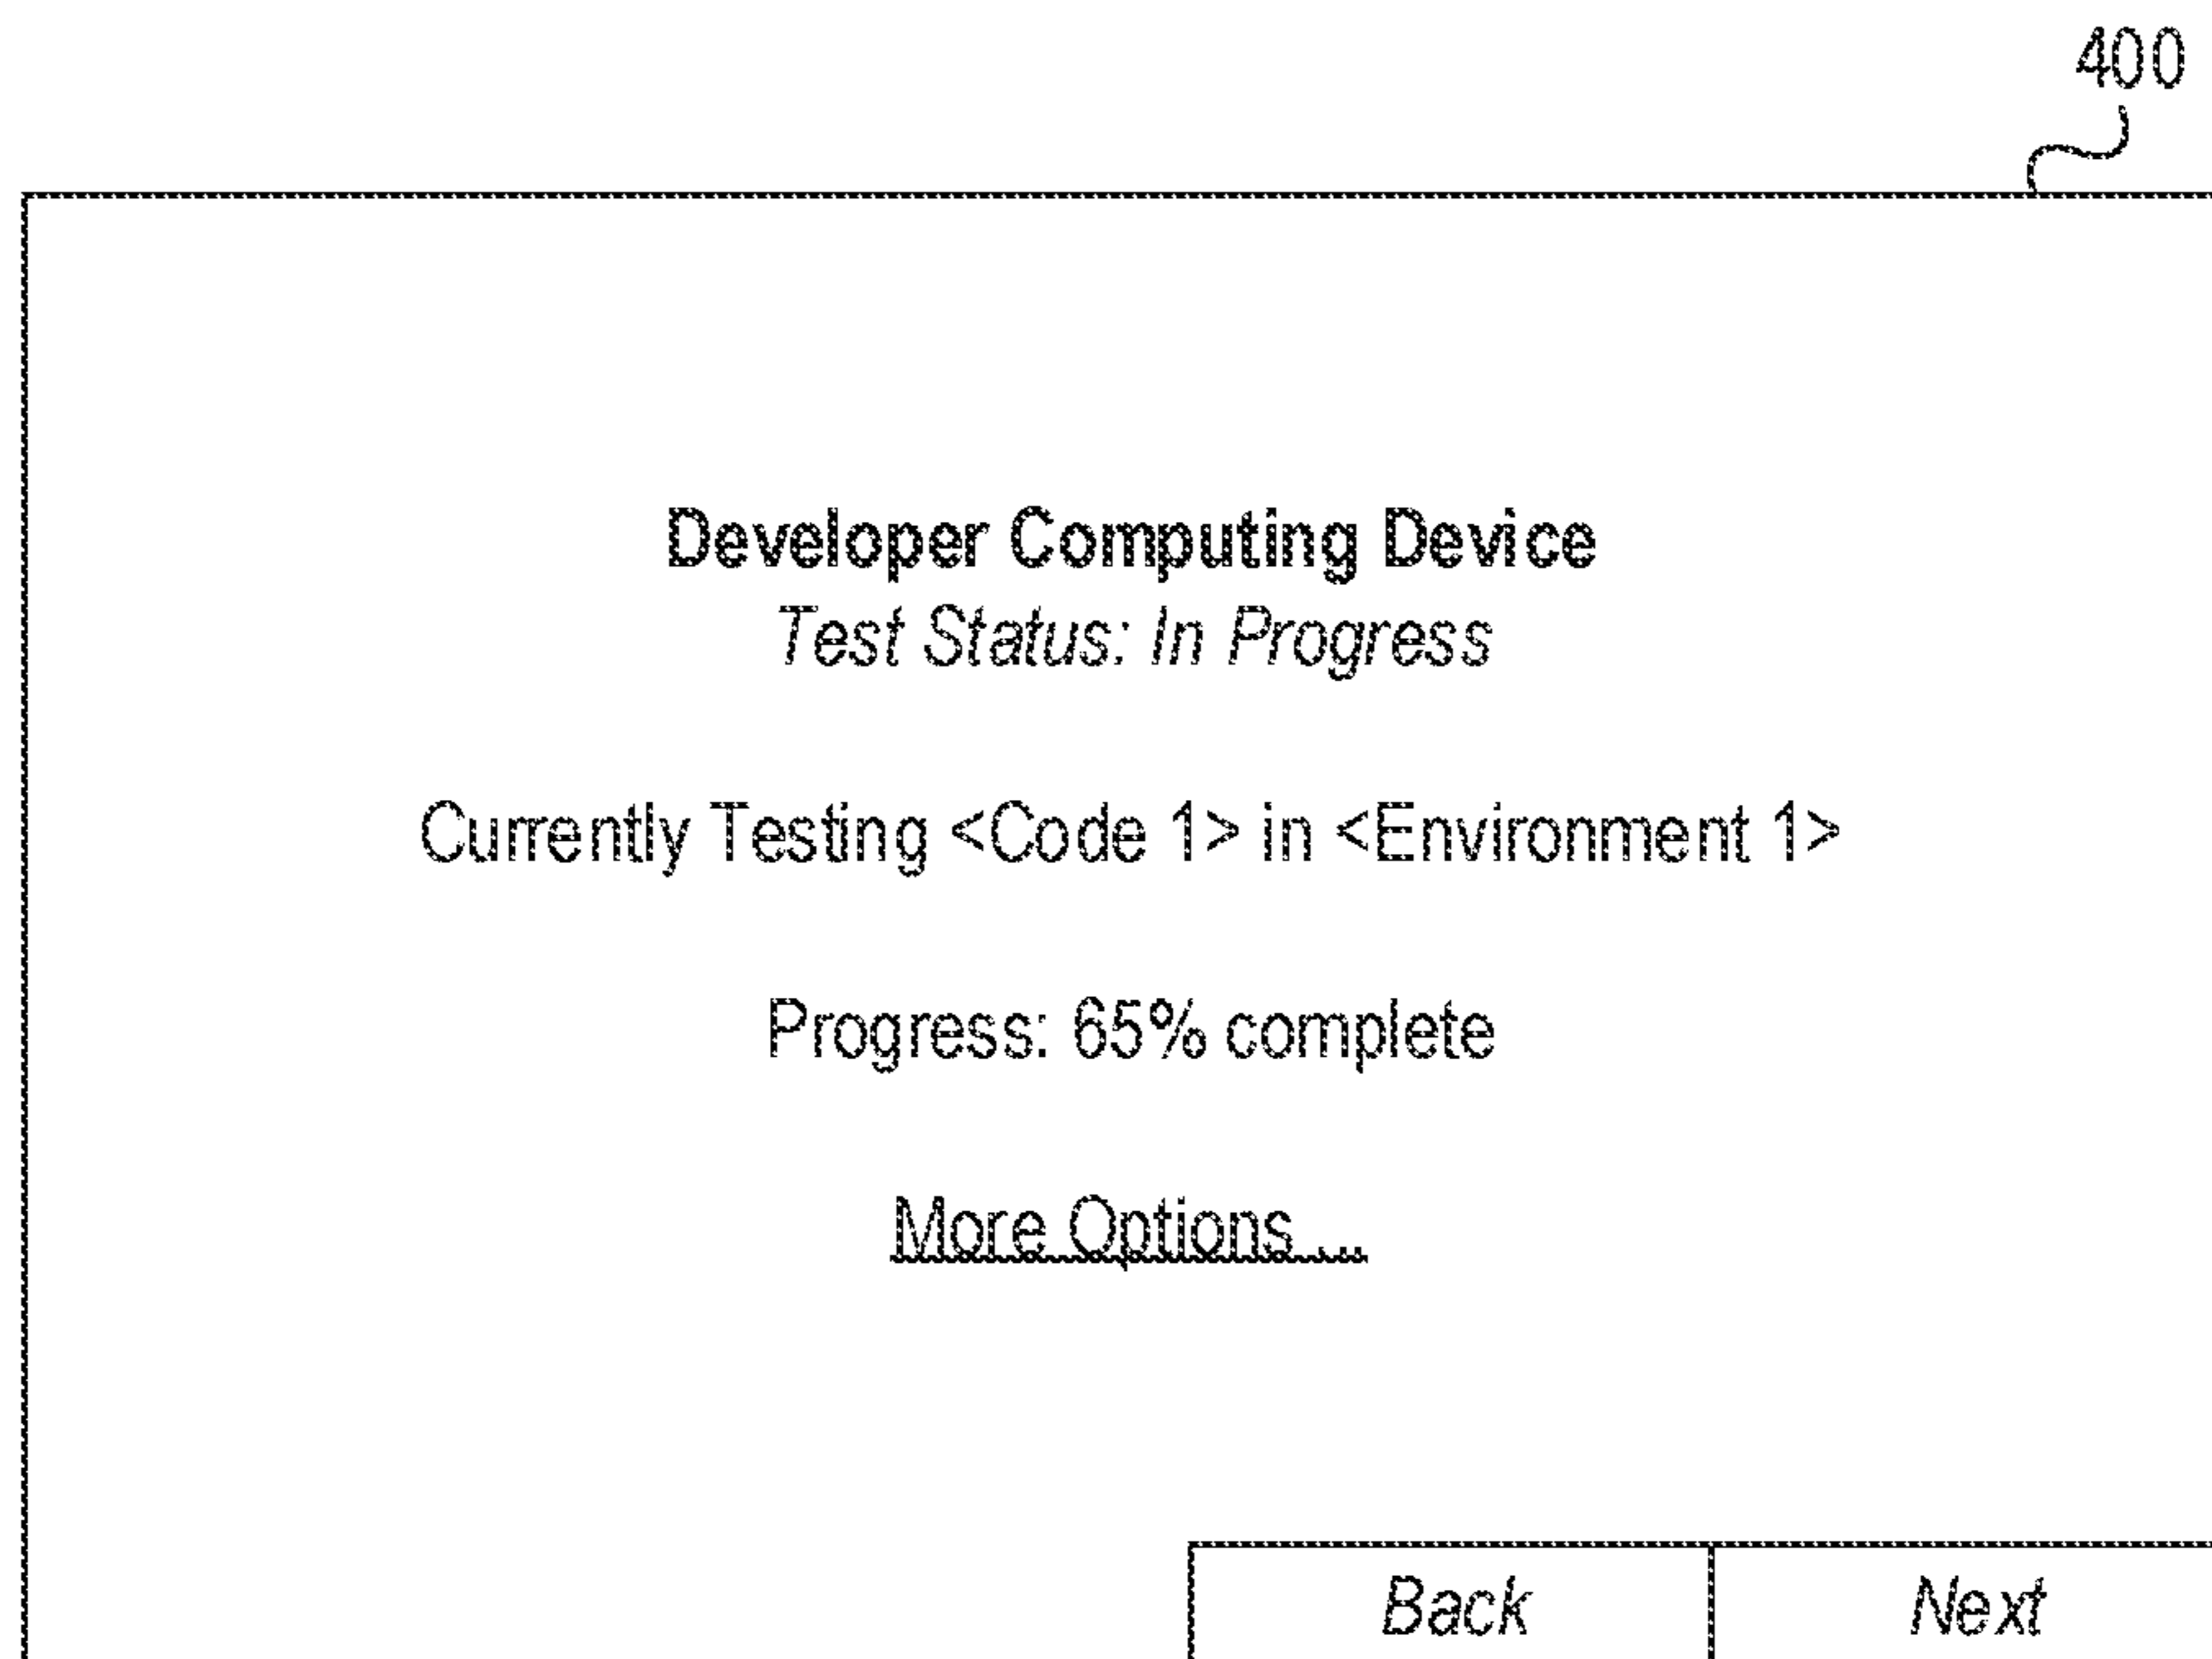 400
Developer Computing Device
Test Status: In Progress
Currently Testing <Code 1> in <Environment 1>
Progress: 65% complete
More Options ...
Back Next